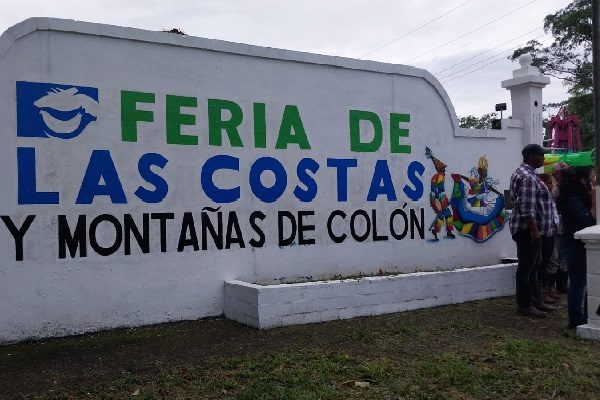 FERIA DE
LAS COSTAS
Y MONTAÑAS DE COLÓN